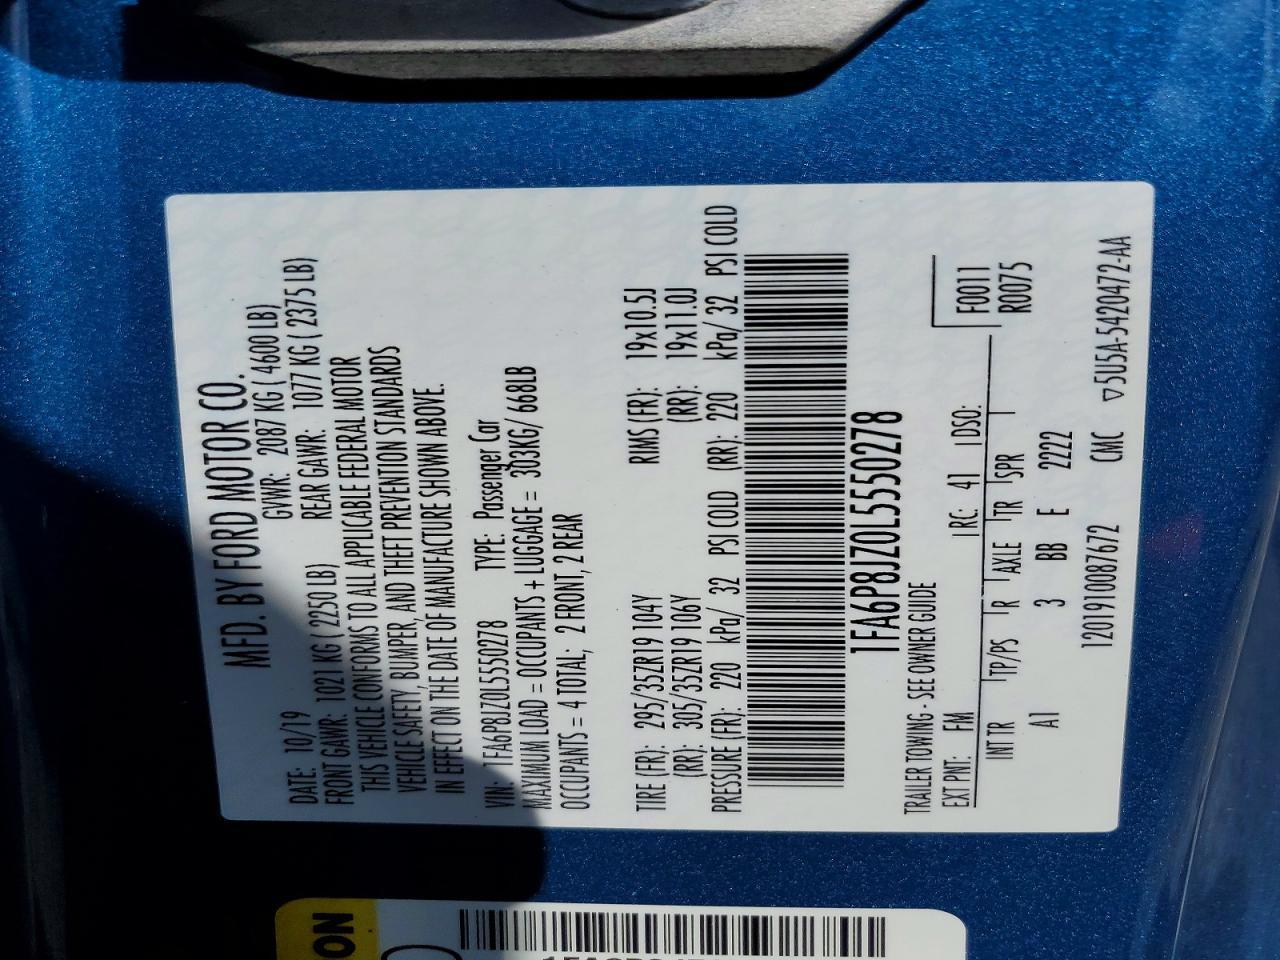 MFD. BY FORD MOTOR CO.
DATE: 10/19 GVWR: 2087 KG ( 4600 LB)
FRONT GAWR: 1021 KG ( 2250 LB) REAR GAWR: 1077 KG ( 2375 LB)
THIS VEHICLE CONFORMS TO ALL APPLICABLE FEDERAL MOTOR
VEHICLE SAFETY, BUMPER, AND THEFT PREVENTION STANDARDS
IN EFFECT ON THE DATE OF MANUFACTURE SHOWN ABOVE.
VIN: 1FA6P8JZ0L5550278 TYPE: Passenger Car
MAXIMUM LOAD = OCCUPANTS + LUGGAGE = 303KG/ 668LB
OCCUPANTS = 4 TOTAL; 2 FRONT, 2 REAR
TIRE (FR): 295/35ZR19 104Y RIMS (FR): 19x10.5J
(RR): 305/35ZR19 106Y (RR): 19x11.0J
PRESSURE (FR): 220 kPa/ 32 PSI COLD (RR): 220 kPa/ 32 PSI COLD
1FA6P8JZ0L5550278
TRAILER TOWING - SEE OWNER GUIDE
EXT PNT: FM RC: 41 DSO: F0011
R0075
INT TR TP/PS R AXLE TR SPR
A1 3 BB E 2222
1201910087672 CMC ▽5U5A-5420472-AA
ON